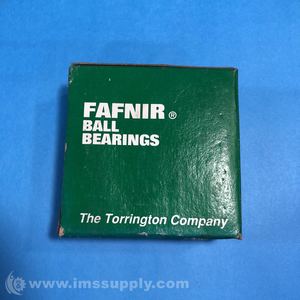 FAFNIR®
BALL
BEARINGS
The Torrington Company
© www.imssupply.com